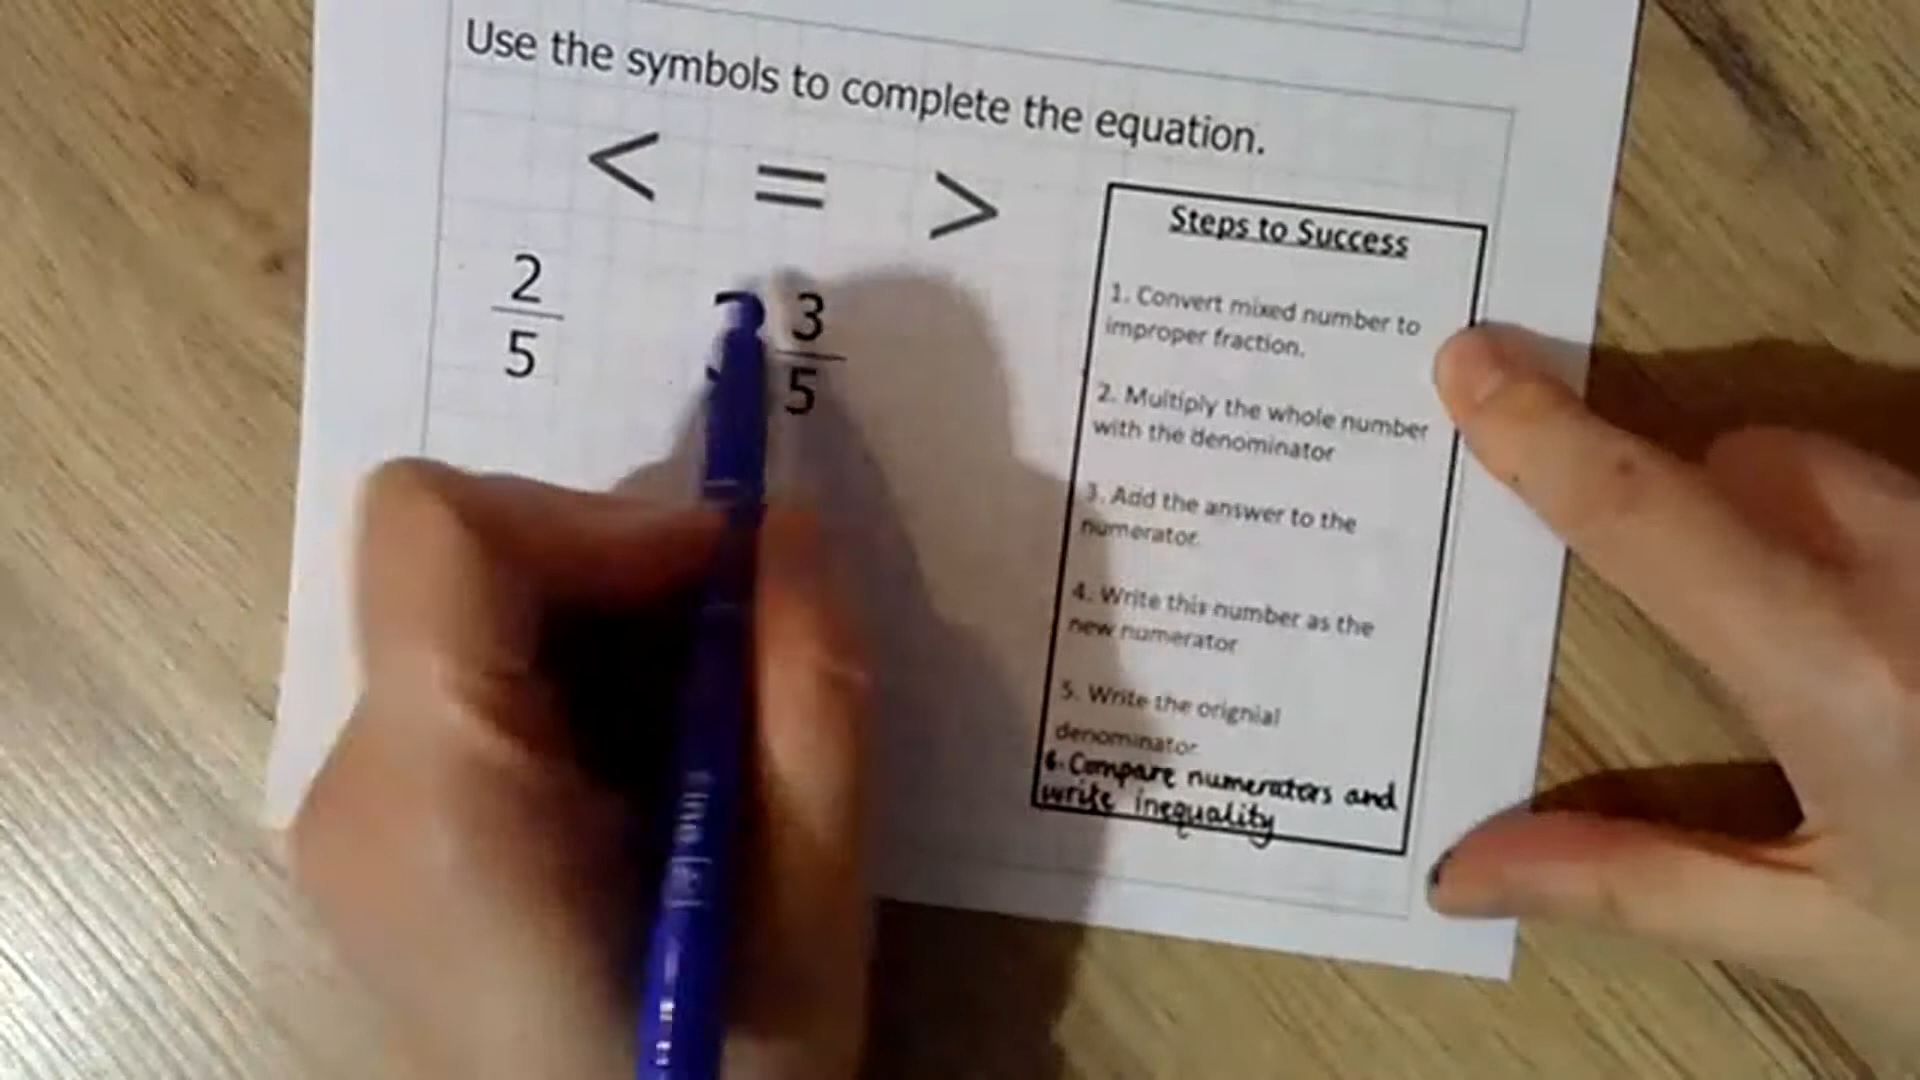 Use the symbols to complete the equation.
< = >
2
5
3
5
Steps to Success
1. Convert mixed number to
improper fraction.
2. Multiply the whole number
with the denominator
3. Add the answer to the
numerator.
4. Write this number as the
new numerator
5. Write the orignial
denominator
6. Compare numerators and
write inequality